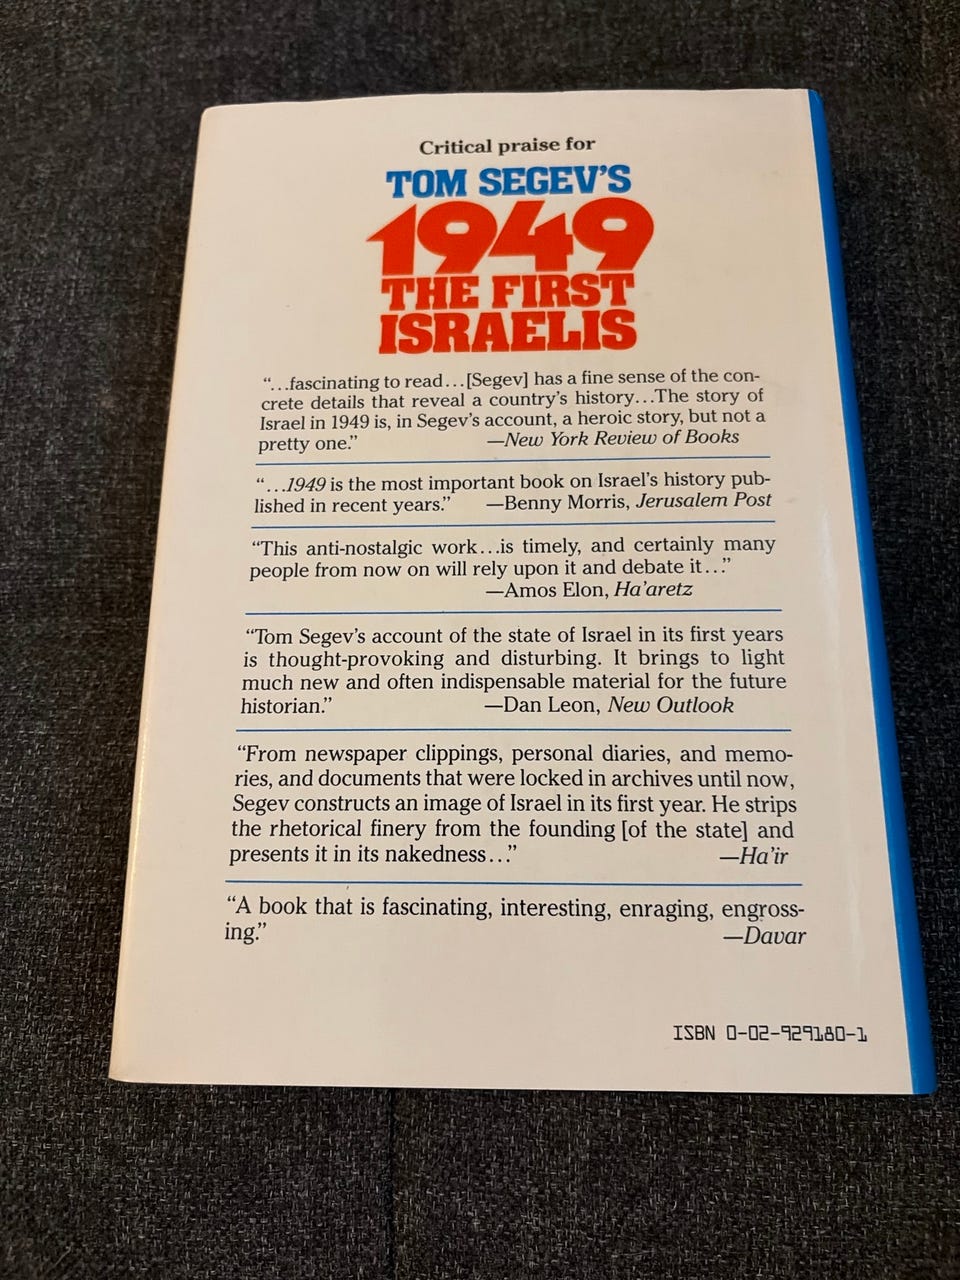 Critical praise for
TOM SEGEV'S
1949
THE FIRST
ISRAELIS
“...fascinating to read...[Segev] has a fine sense of the con-
crete details that reveal a country's history...The story of
Israel in 1949 is, in Segev's account, a heroic story, but not a
pretty one.” —New York Review of Books
“...1949 is the most important book on Israel's history pub-
lished in recent years.” —Benny Morris, Jerusalem Post
“This anti-nostalgic work...is timely, and certainly many
people from now on will rely upon it and debate it...”
—Amos Elon, Ha'aretz
“Tom Segev's account of the state of Israel in its first years
is thought-provoking and disturbing. It brings to light
much new and often indispensable material for the future
historian.” —Dan Leon, New Outlook
“From newspaper clippings, personal diaries, and memo-
ries, and documents that were locked in archives until now,
Segev constructs an image of Israel in its first year. He strips
the rhetorical finery from the founding [of the state] and
presents it in its nakedness...” —Ha'ir
“A book that is fascinating, interesting, enraging, engross-
ing.” —Davar
ISBN 0-02-929180-1